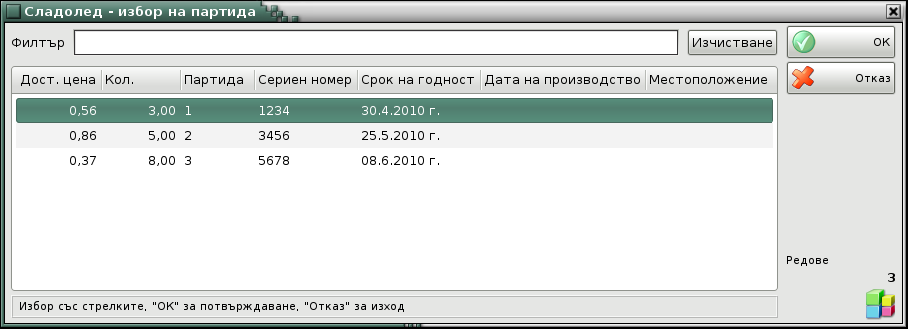 Сладолед - избор на партида
Филтър Изчистване OK
Отказ
Дост. цена Кол. Партида Сериен номер Срок на годност Дата на производство Местоположение
0,56 3,00 1 1234 30.4.2010 г.
0,86 5,00 2 3456 25.5.2010 г.
0,37 8,00 3 5678 08.6.2010 г.
Редове
3
Избор със стрелките, "ОК" за потвърждаване, "Отказ" за изход